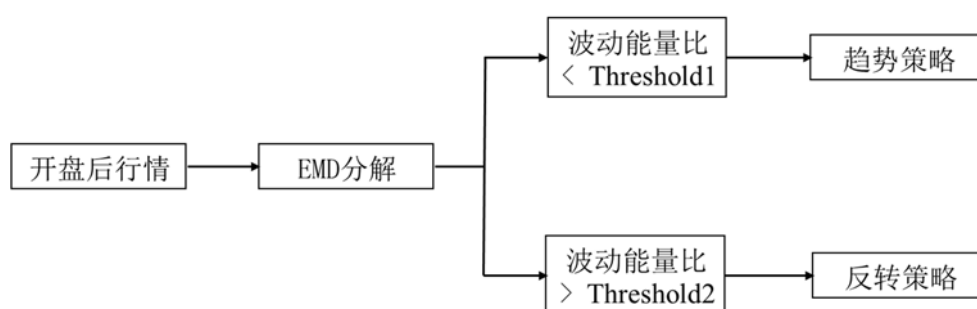 波动能量比
< Threshold1
趋势策略
开盘后行情
EMD分解
波动能量比
> Threshold2
反转策略